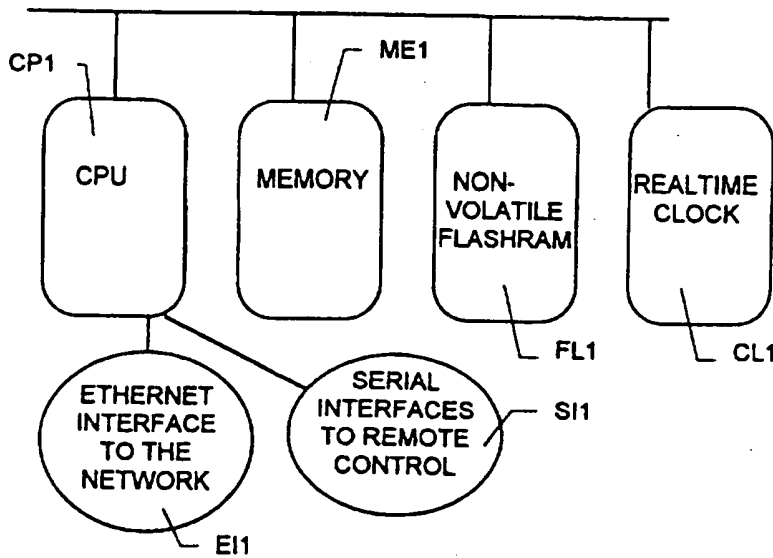 CP1
ME1
CPU
MEMORY
NON-
VOLATILE
FLASHRAM
REALTIME
CLOCK
FL1
CL1
ETHERNET
INTERFACE
TO THE
NETWORK
SERIAL
INTERFACES
TO REMOTE
CONTROL
SI1
EI1